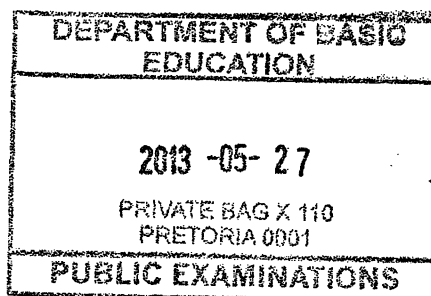 DEPARTMENT OF BASIC
EDUCATION
2013 -05- 27
PRIVATE BAG X 110
PRETORIA 0001
PUBLIC EXAMINATIONS